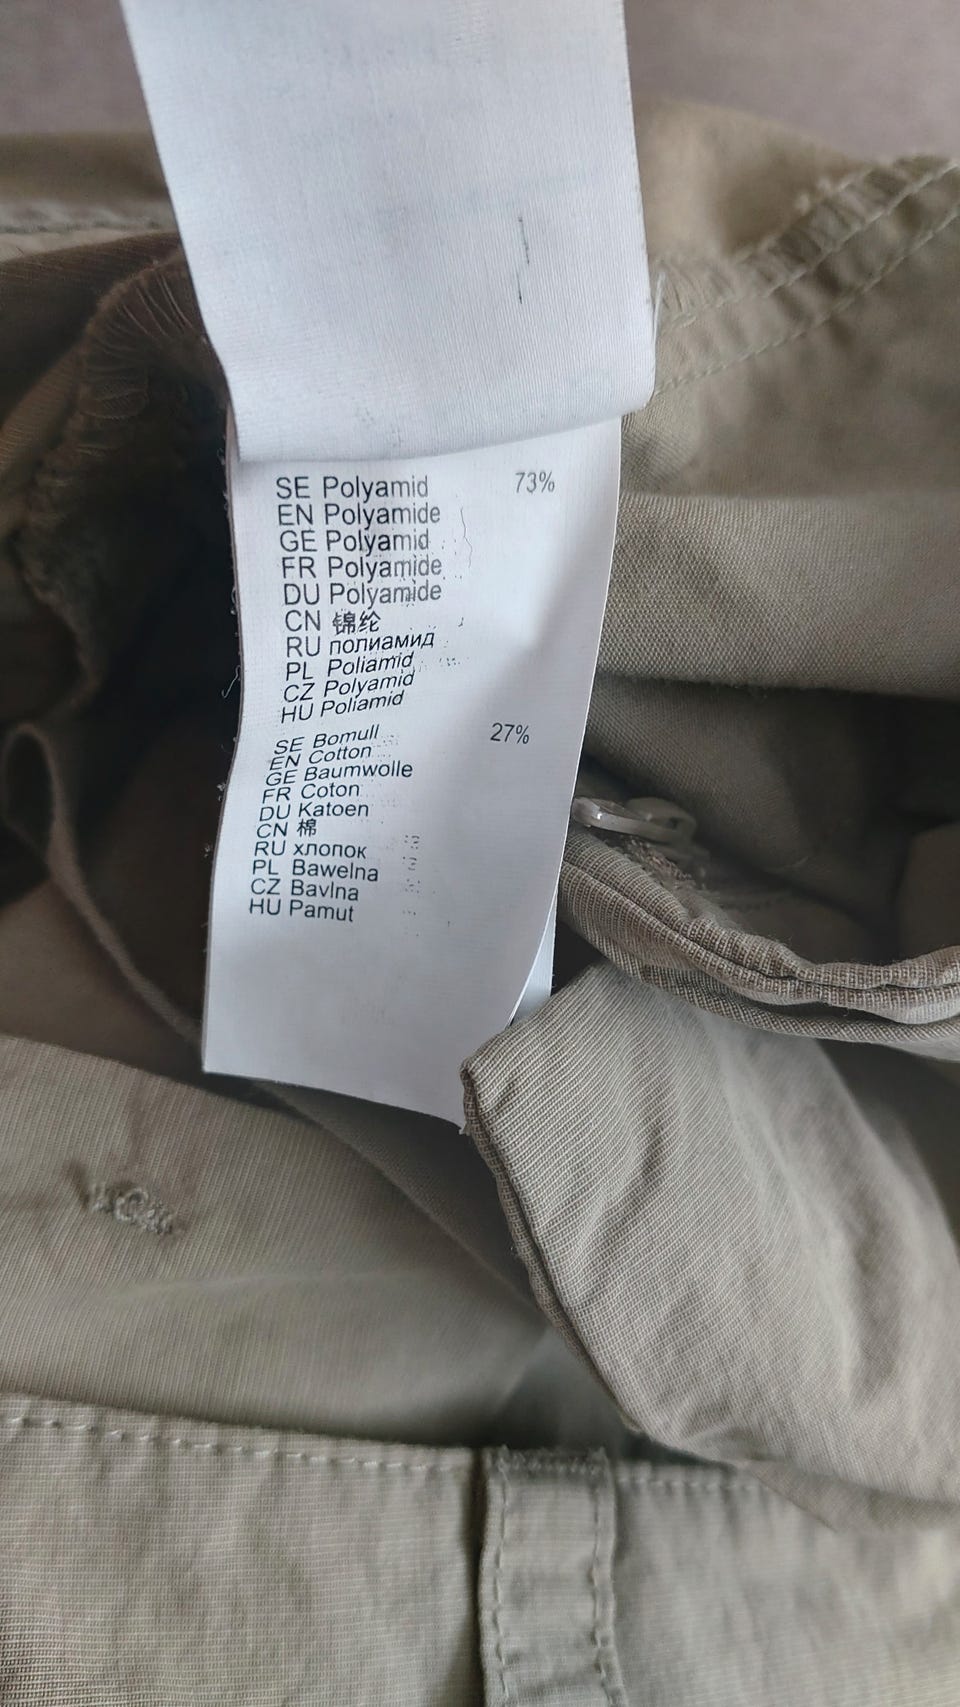 SE Polyamid 73%
EN Polyamide
GE Polyamid
FR Polyamide
DU Polyamide
CN 锦纶
RU полиамид
PL Poliamid
CZ Polyamid
HU Poliamid
SE Bomull 27%
EN Cotton
GE Baumwolle
FR Coton
DU Katoen
CN 棉
RU хлопок
PL Bawełna
CZ Bavlna
HU Pamut